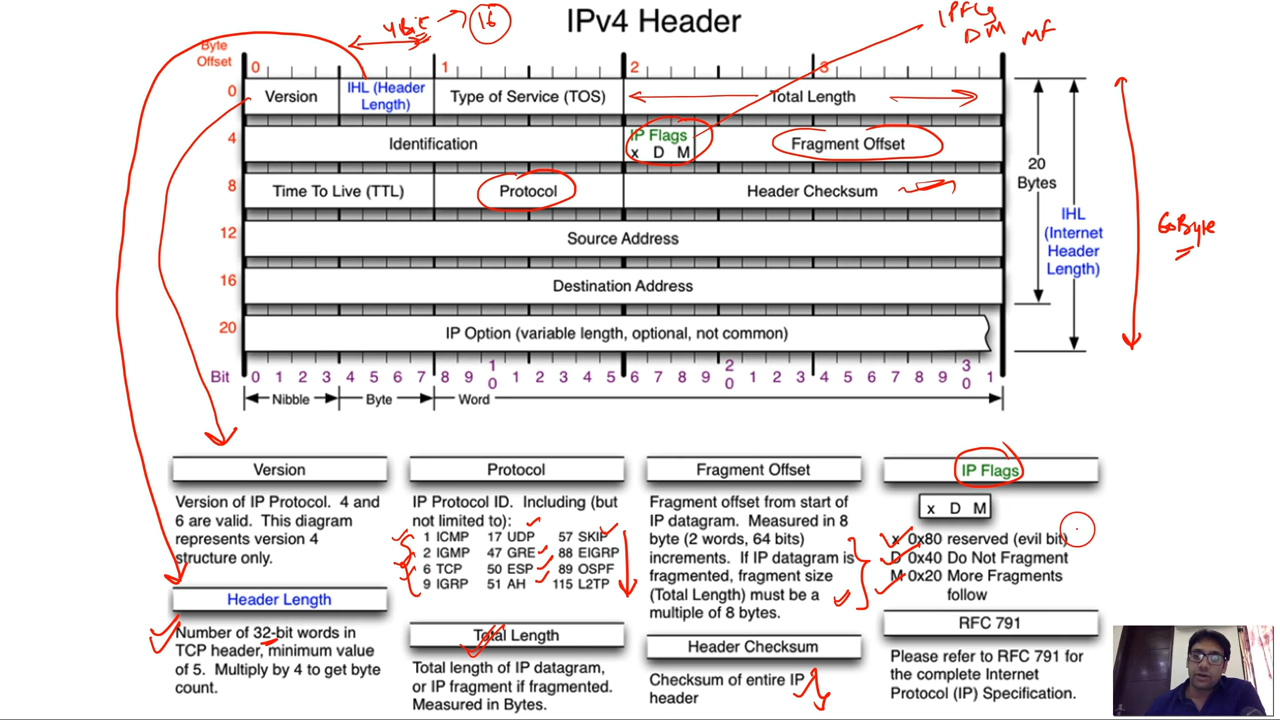 IPv4 Header
4 Bit
16
IPFlg
DM MF
Byte
Offset
0 1 2 3
0 Version IHL (Header
Length) Type of Service (TOS) Total Length
4 Identification IP Flags
x D M Fragment Offset
8 Time To Live (TTL) Protocol Header Checksum
12 Source Address
16 Destination Address
20 IP Option (variable length, optional, not common)
20
Bytes
IHL
(Internet
Header
Length)
60Byte
Bit 0 1 2 3 4 5 6 7 8 9 10 1 2 3 4 5 6 7 8 9 20 1 2 3 4 5 6 7 8 9 30 1
Nibble Byte Word
Version
Version of IP Protocol. 4 and
6 are valid. This diagram
represents version 4
structure only.
Header Length
Number of 32-bit words in
TCP header, minimum value
of 5. Multiply by 4 to get byte
count.
Protocol
IP Protocol ID. Including (but
not limited to):
1 ICMP 17 UDP 57 SKIP
2 IGMP 47 GRE 88 EIGRP
6 TCP 50 ESP 89 OSPF
9 IGRP 51 AH 115 L2TP
Total Length
Total length of IP datagram,
or IP fragment if fragmented.
Measured in Bytes.
Fragment Offset
Fragment offset from start of
IP datagram. Measured in 8
byte (2 words, 64 bits)
increments. If IP datagram is
fragmented, fragment size
(Total Length) must be a
multiple of 8 bytes.
Header Checksum
Checksum of entire IP
header
IP Flags
x D M
x 0x80 reserved (evil bit)
D 0x40 Do Not Fragment
M 0x20 More Fragments
follow
RFC 791
Please refer to RFC 791 for
the complete Internet
Protocol (IP) Specification.